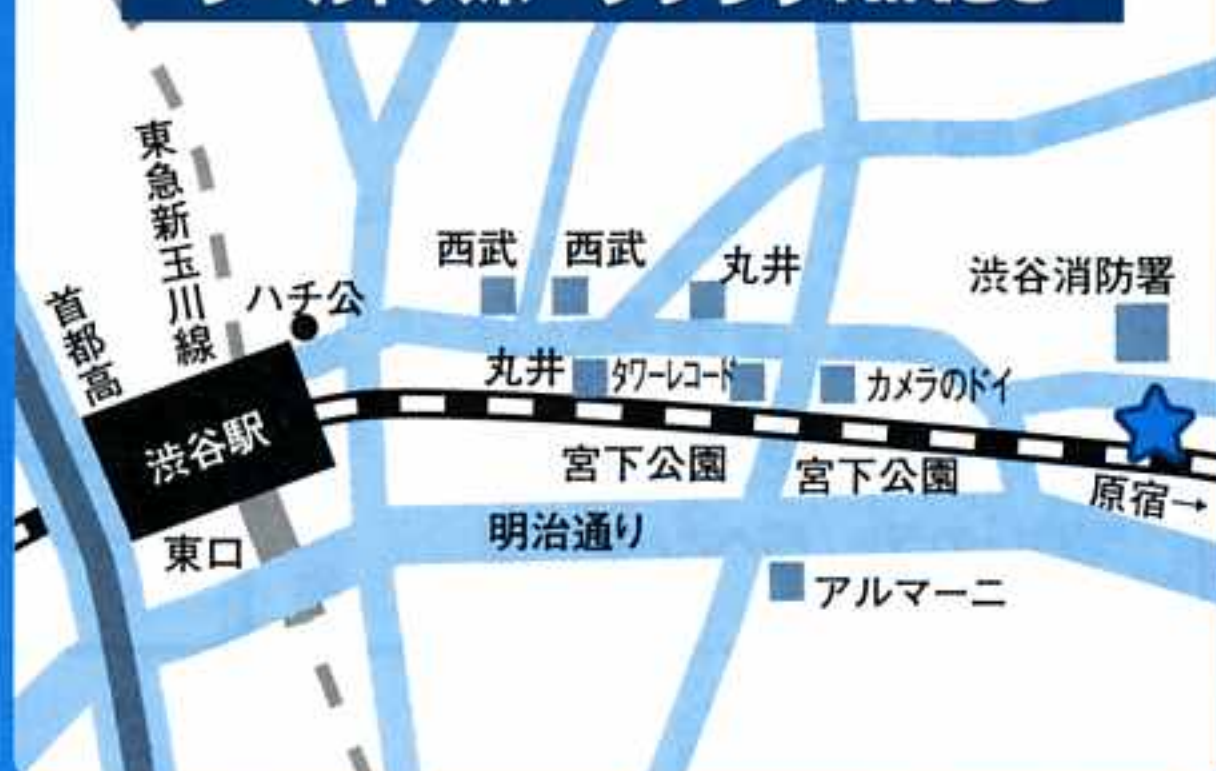 東急新玉川線
首都高
ハチ公
西武
西武
丸井
渋谷消防署
丸井
タワーレコード
カメラのドイ
渋谷駅
宮下公園
宮下公園
原宿→
明治通り
東口
アルマーニ